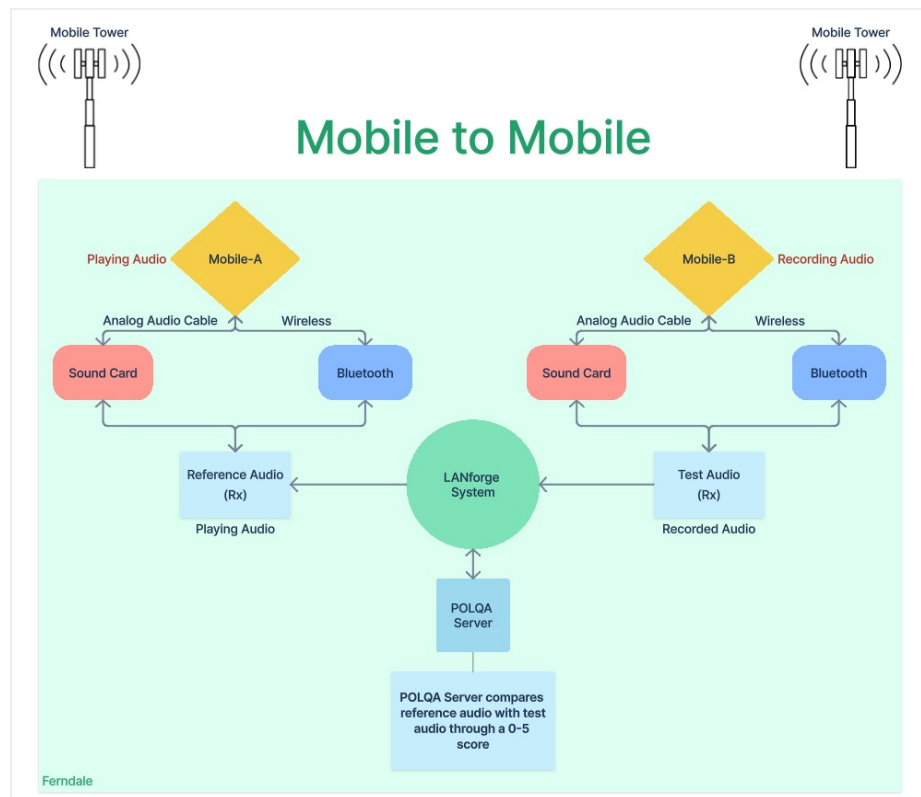 Mobile Tower
Mobile Tower
Mobile to Mobile
Playing Audio
Mobile-A
Mobile-B
Recording Audio
Analog Audio Cable
Wireless
Analog Audio Cable
Wireless
Sound Card
Bluetooth
Sound Card
Bluetooth
Reference Audio
(Rx)
Playing Audio
LANforge
System
Test Audio
(Rx)
Recorded Audio
POLQA
Server
POLQA Server compares
reference audio with test
audio through a 0-5
score
Ferndale